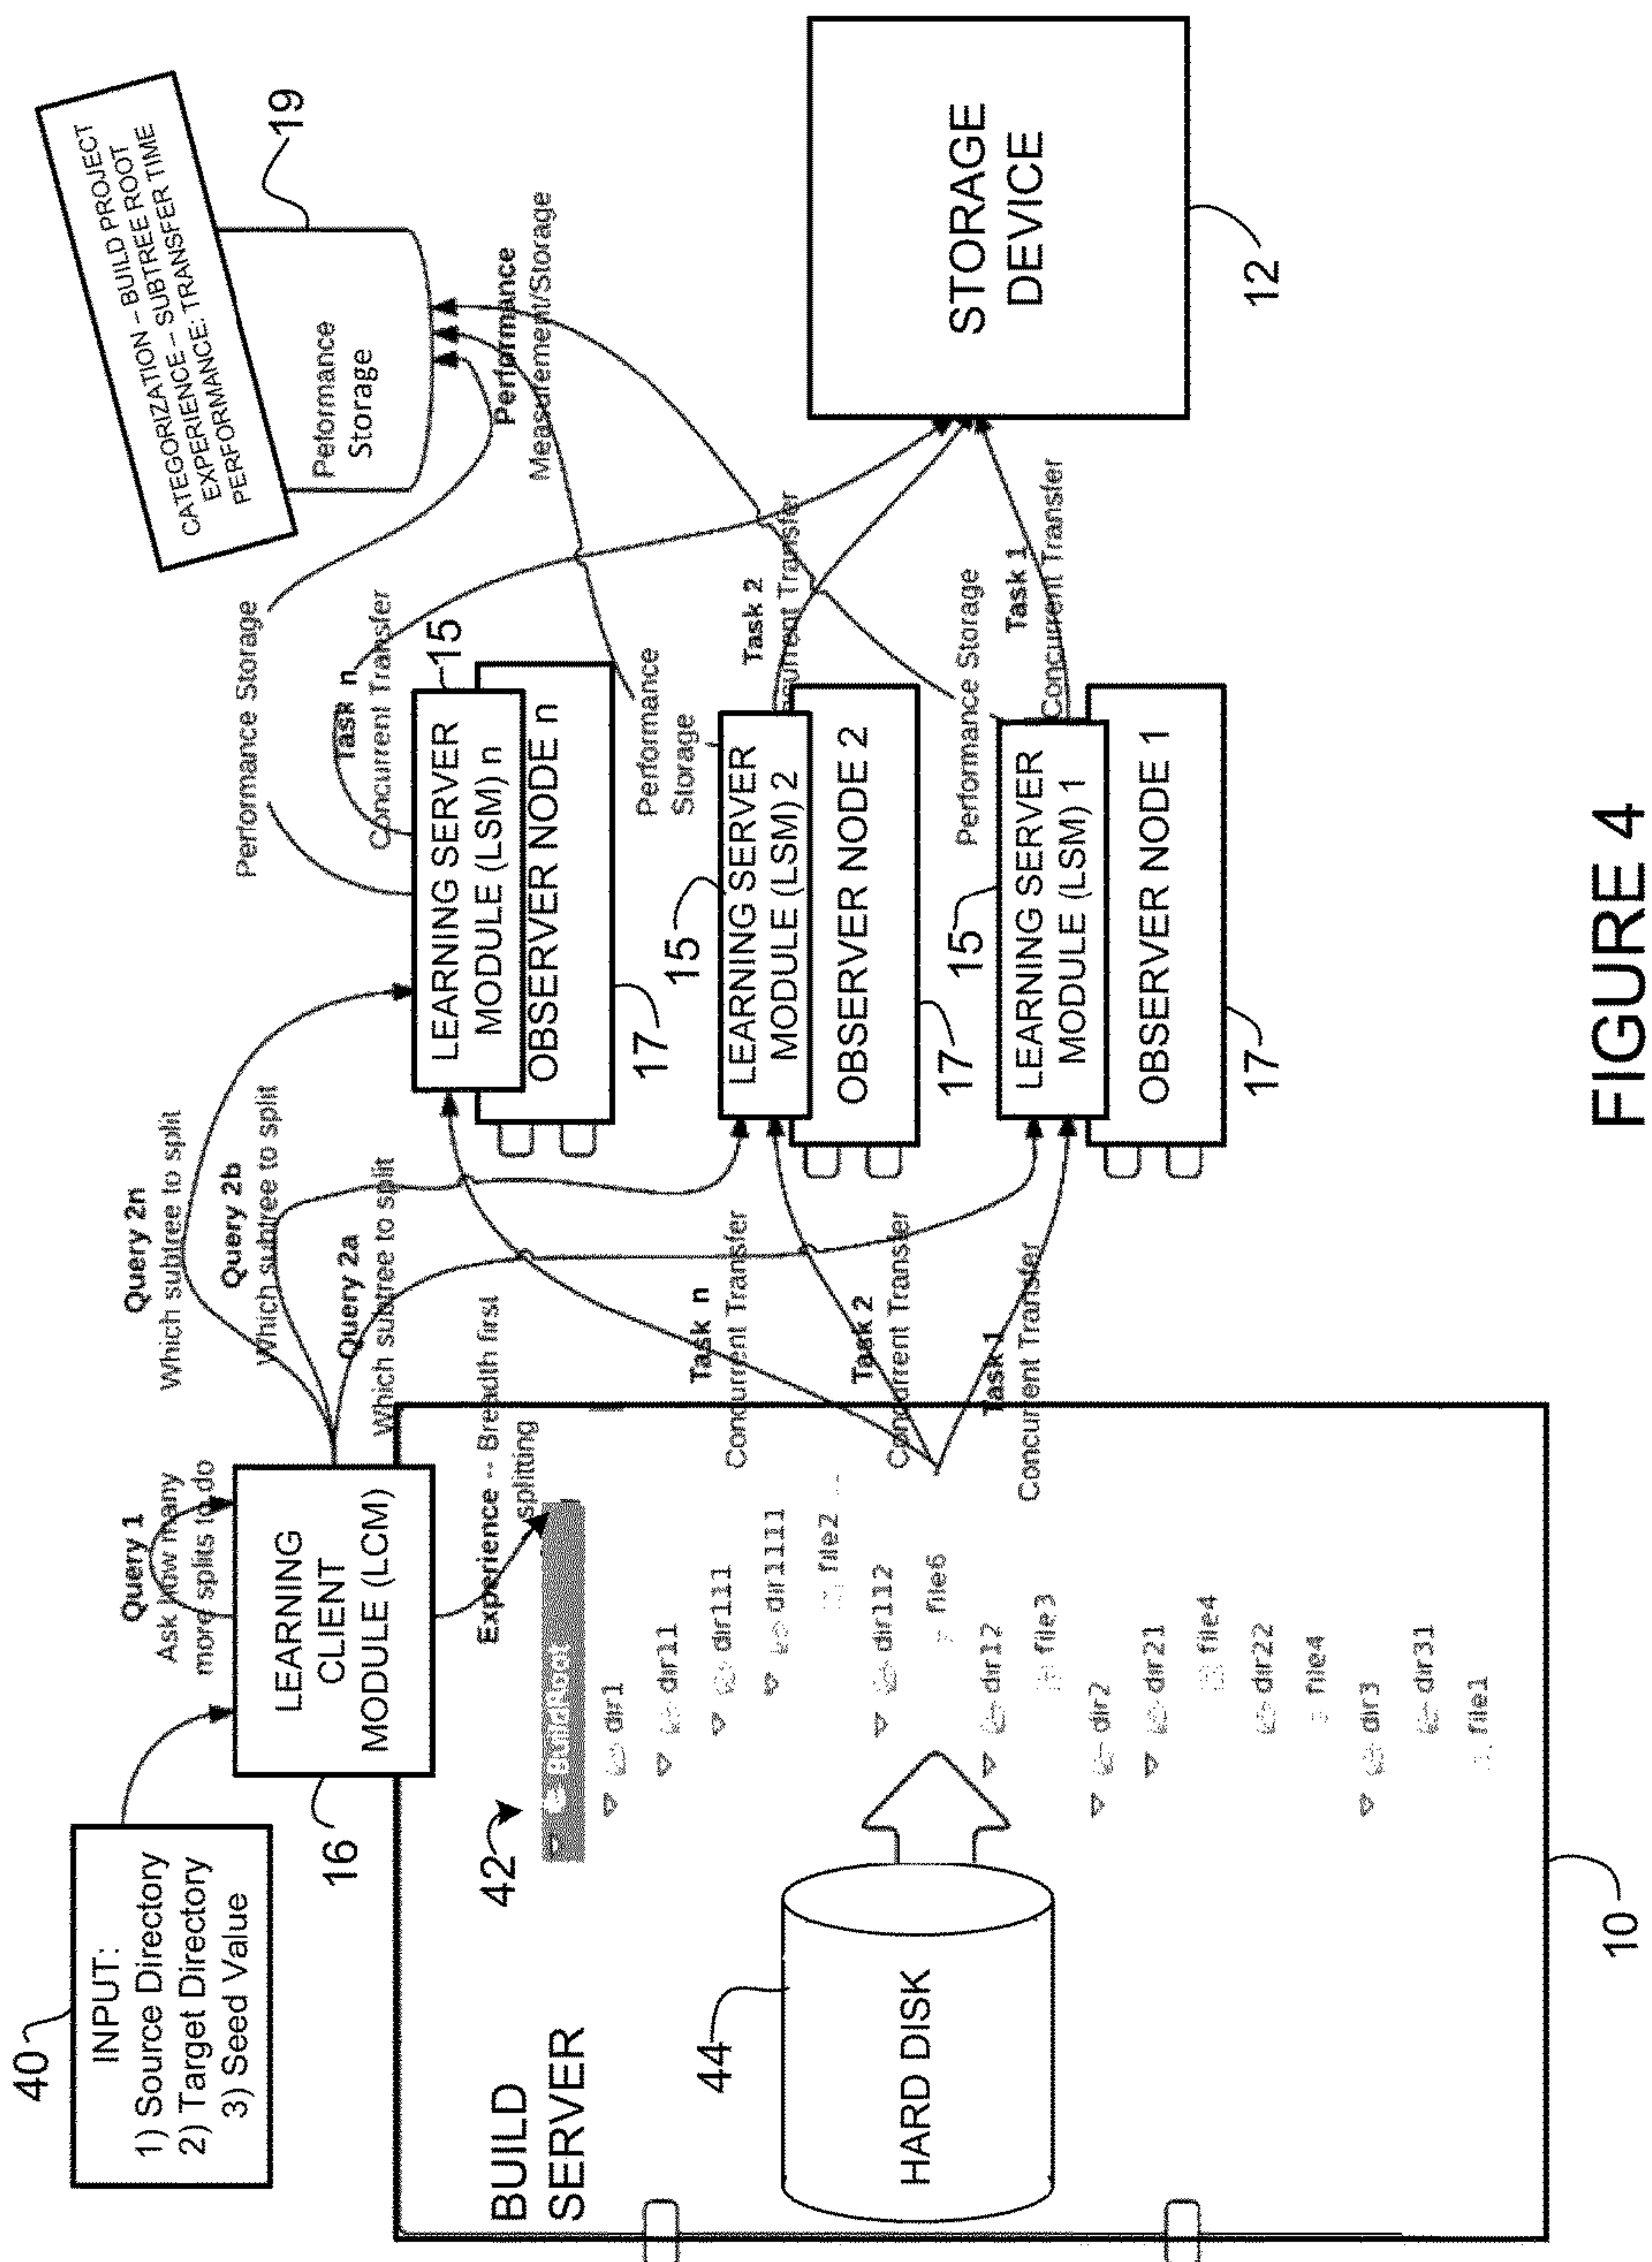 40
INPUT:
1) Source Directory
2) Target Directory
3) Seed Value
Query 1
Ask how many
more splits to do
LEARNING
CLIENT
MODULE (LCM)
16
Query 2n
Which subtree to split
Query 2b
Which subtree to split
Query 2a
Which subtree to split
Experience -- Breadth first
splitting
BUILD
SERVER
42
dir1
dir11
dir111
dir1111
file2
dir112
file6
dir12
file3
dir2
dir21
file4
dir22
file4
dir3
dir31
file1
44
HARD DISK
10
Task n
Concurrent Transfer
Task 2
Concurrent Transfer
Task 1
Concurrent Transfer
LEARNING SERVER
MODULE (LSM) n
OBSERVER NODE n
15
17
LEARNING SERVER
MODULE (LSM) 2
OBSERVER NODE 2
15
17
LEARNING SERVER
MODULE (LSM) 1
OBSERVER NODE 1
15
17
Performance Storage
Task n
Concurrent Transfer
Performance
Storage
Task 2
Performance Storage
Task 1
Concurrent Transfer
CATEGORIZATION – BUILD PROJECT
EXPERIENCE – SUBTREE ROOT
PERFORMANCE: TRANSFER TIME
Performance
Storage
19
Performance
Measurement/Storage
STORAGE
DEVICE
12
FIGURE 4